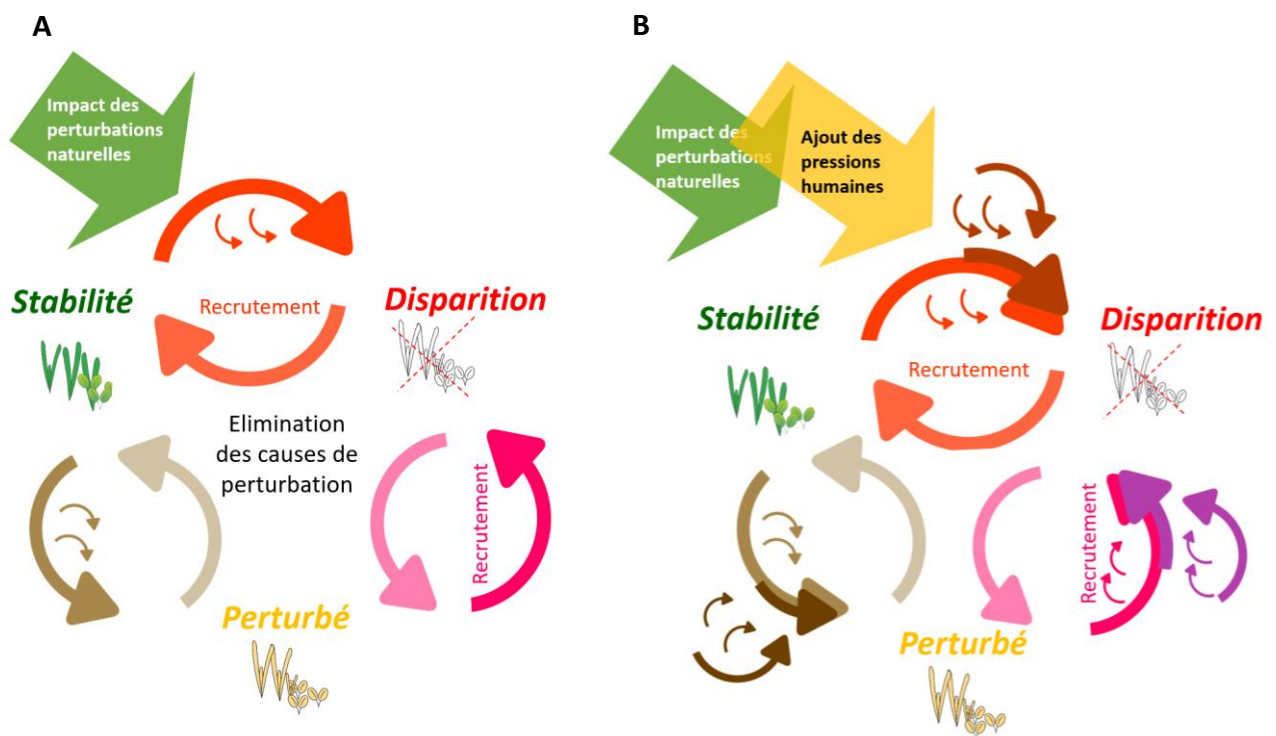 A
Impact des
perturbations
naturelles
Stabilité
Recrutement
Disparition
Elimination
des causes de
perturbation
Recrutement
Perturbé
B
Impact des
perturbations
naturelles
Ajout des
pressions
humaines
Stabilité
Recrutement
Disparition
Recrutement
Perturbé